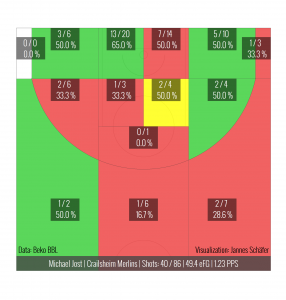 3 / 6
50.0 %
13 / 20
65.0 %
7 / 14
50.0 %
5 / 10
50.0 %
0 / 0
0.0 %
1 / 3
33.3 %
2 / 6
33.3 %
1 / 3
33.3 %
2 / 4
50.0 %
2 / 4
50.0 %
0 / 1
0.0 %
1 / 2
50.0 %
1 / 6
16.7 %
2 / 7
28.6 %
Data: Beko BBL
Visualization: Jannes Schäfer
Michael Jost | Crailsheim Merlins | Shots: 40 / 86 | 49.4 eFG | 1.23 PPS